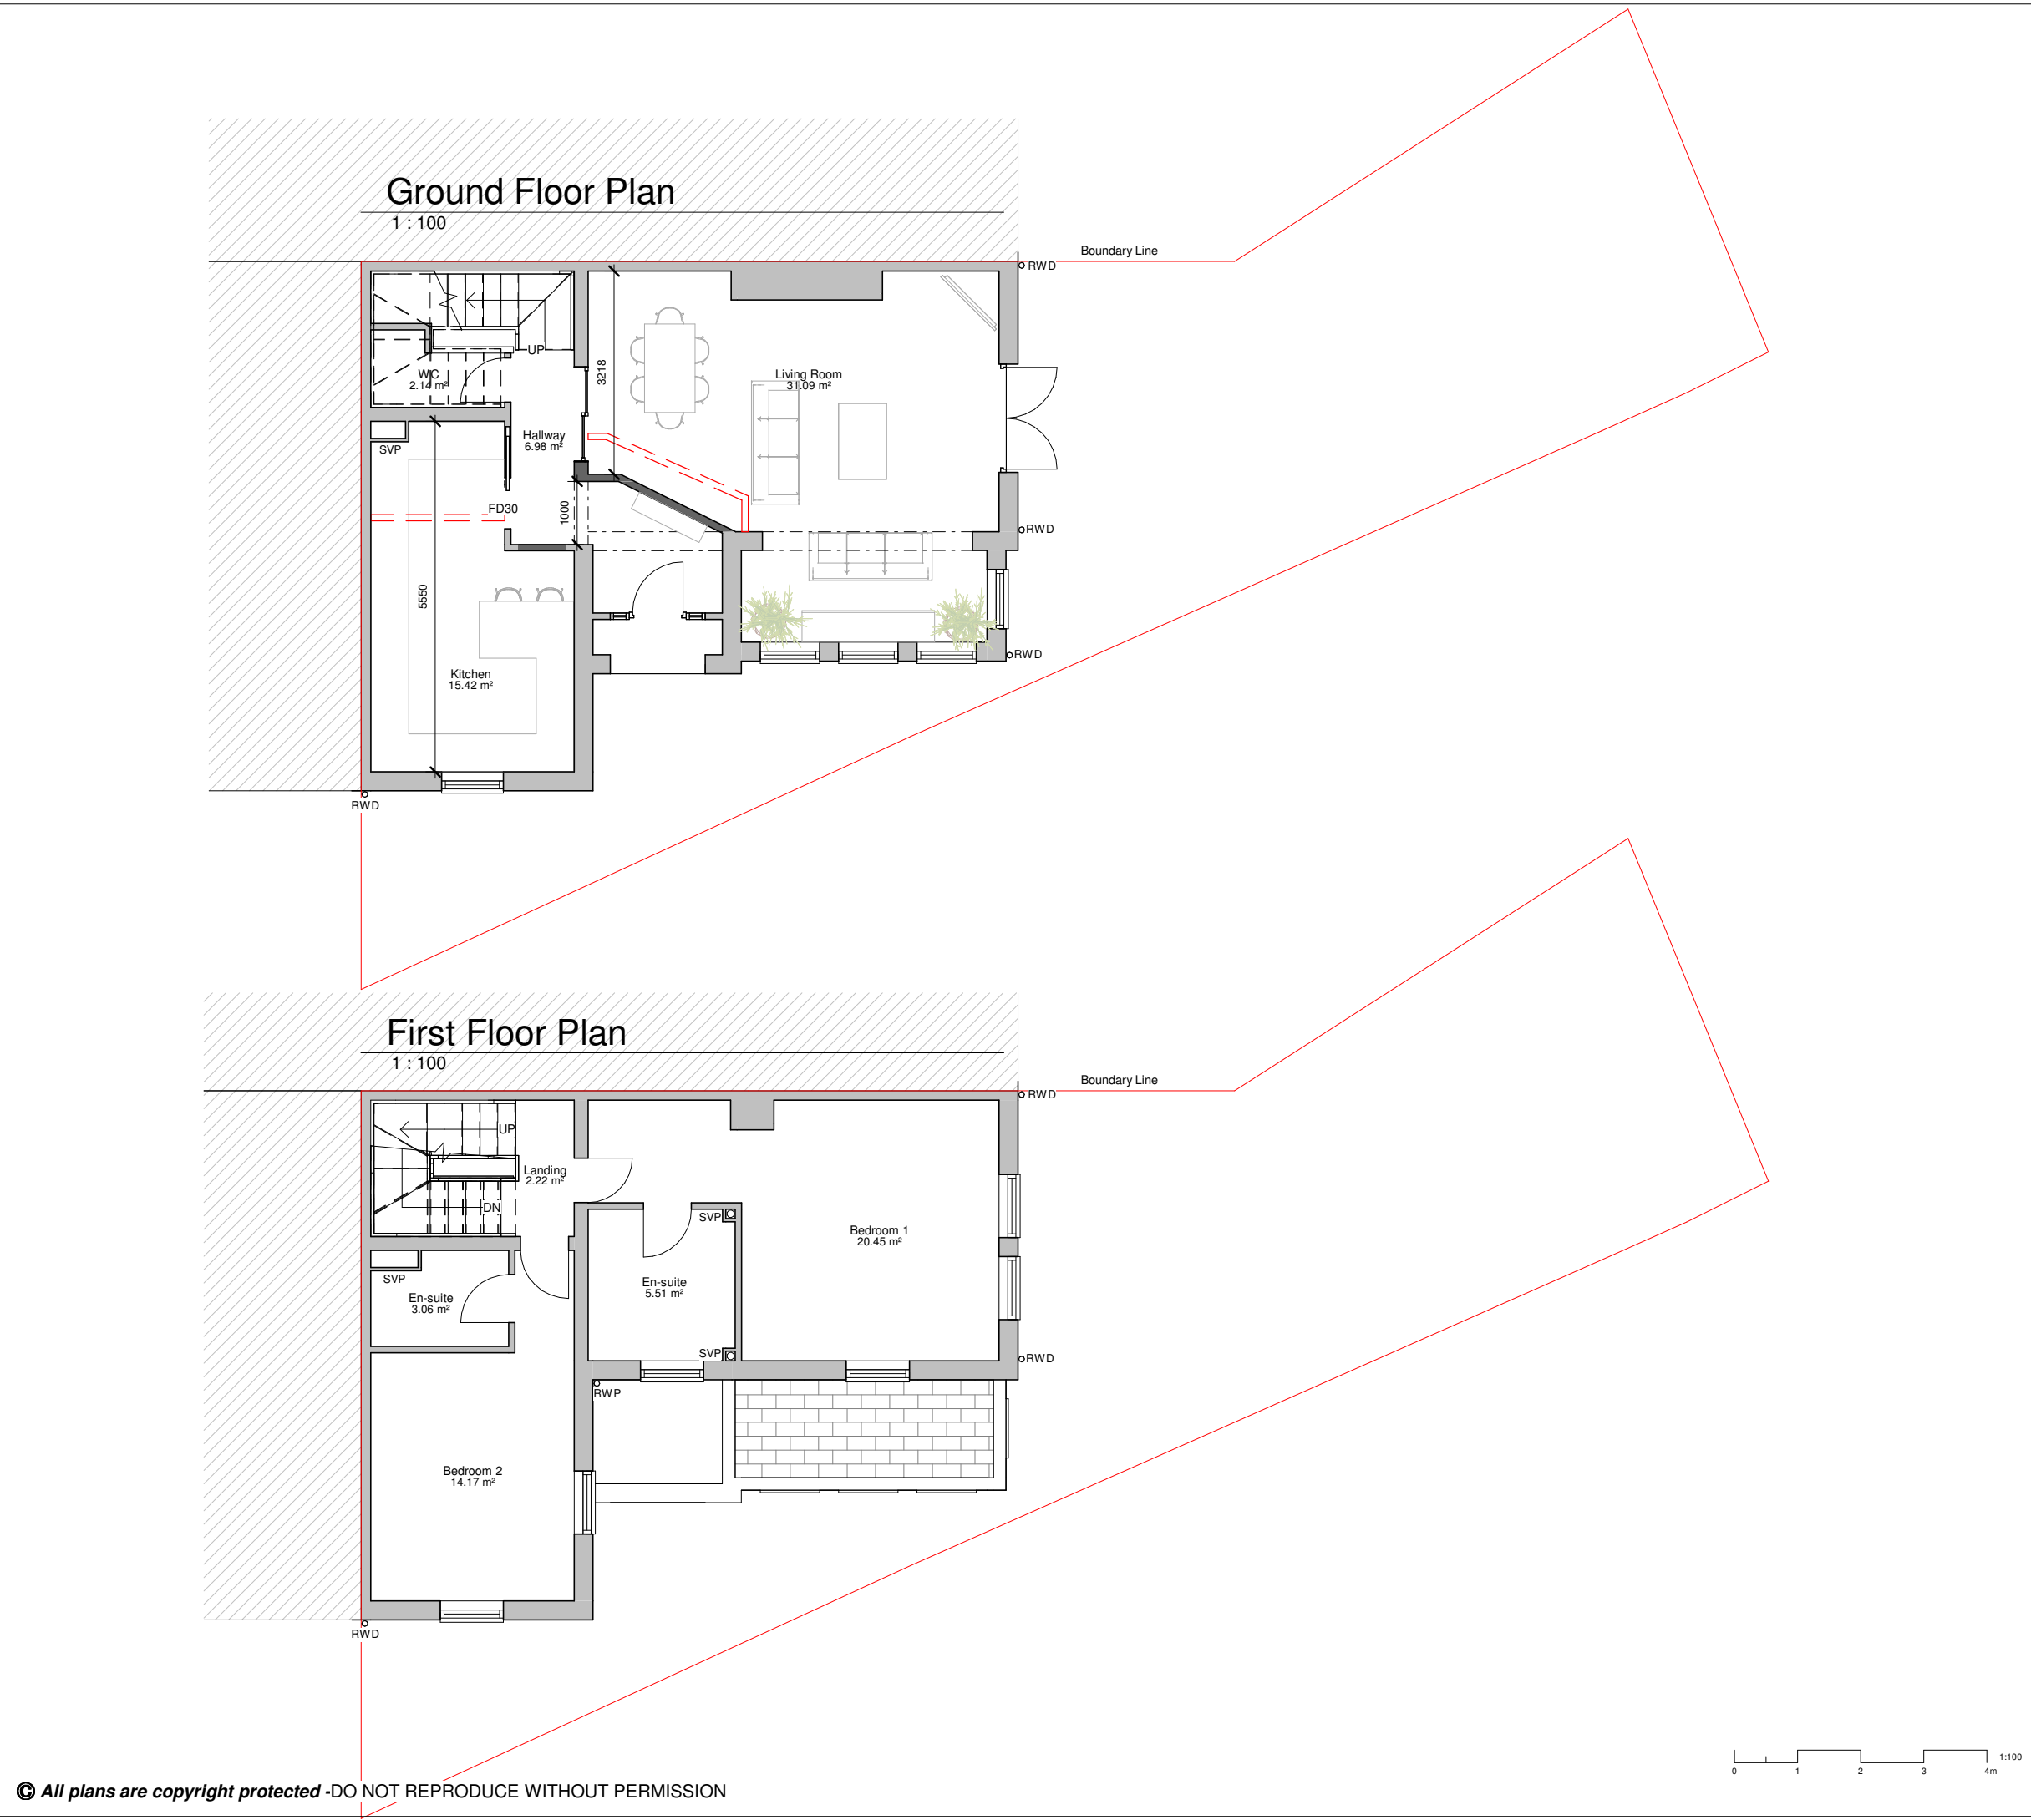 Ground Floor Plan
1 : 100
Boundary Line
RWD
UP
WC
2.14 m²
3218
Living Room
31.09 m²
Hallway
6.98 m²
SVP
FD30
1000
RWD
5550
RWD
Kitchen
15.42 m²
RWD
First Floor Plan
1 : 100
Boundary Line
RWD
UP
Landing
2.22 m²
DN
SVP
Bedroom 1
20.45 m²
SVP
En-suite
5.51 m²
En-suite
3.06 m²
SVP
RWD
RWP
Bedroom 2
14.17 m²
RWD
1:100
0 1 2 3 4m
© All plans are copyright protected -DO NOT REPRODUCE WITHOUT PERMISSION